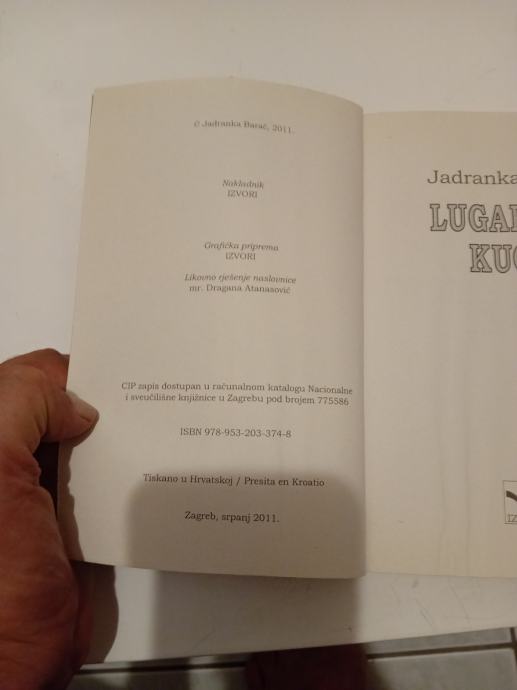 © Jadranka Barač, 2011.
Nakladnik
IZVORI
Grafička priprema
IZVORI
Likovno rješenje naslovnice
mr. Dragana Atanasović
CIP zapis dostupan u računalnom katalogu Nacionalne
i sveučilišne knjižnice u Zagrebu pod brojem 775586
ISBN 978-953-203-374-8
Tiskano u Hrvatskoj / Presita en Kroatio
Zagreb, srpanj 2011.
Jadranka